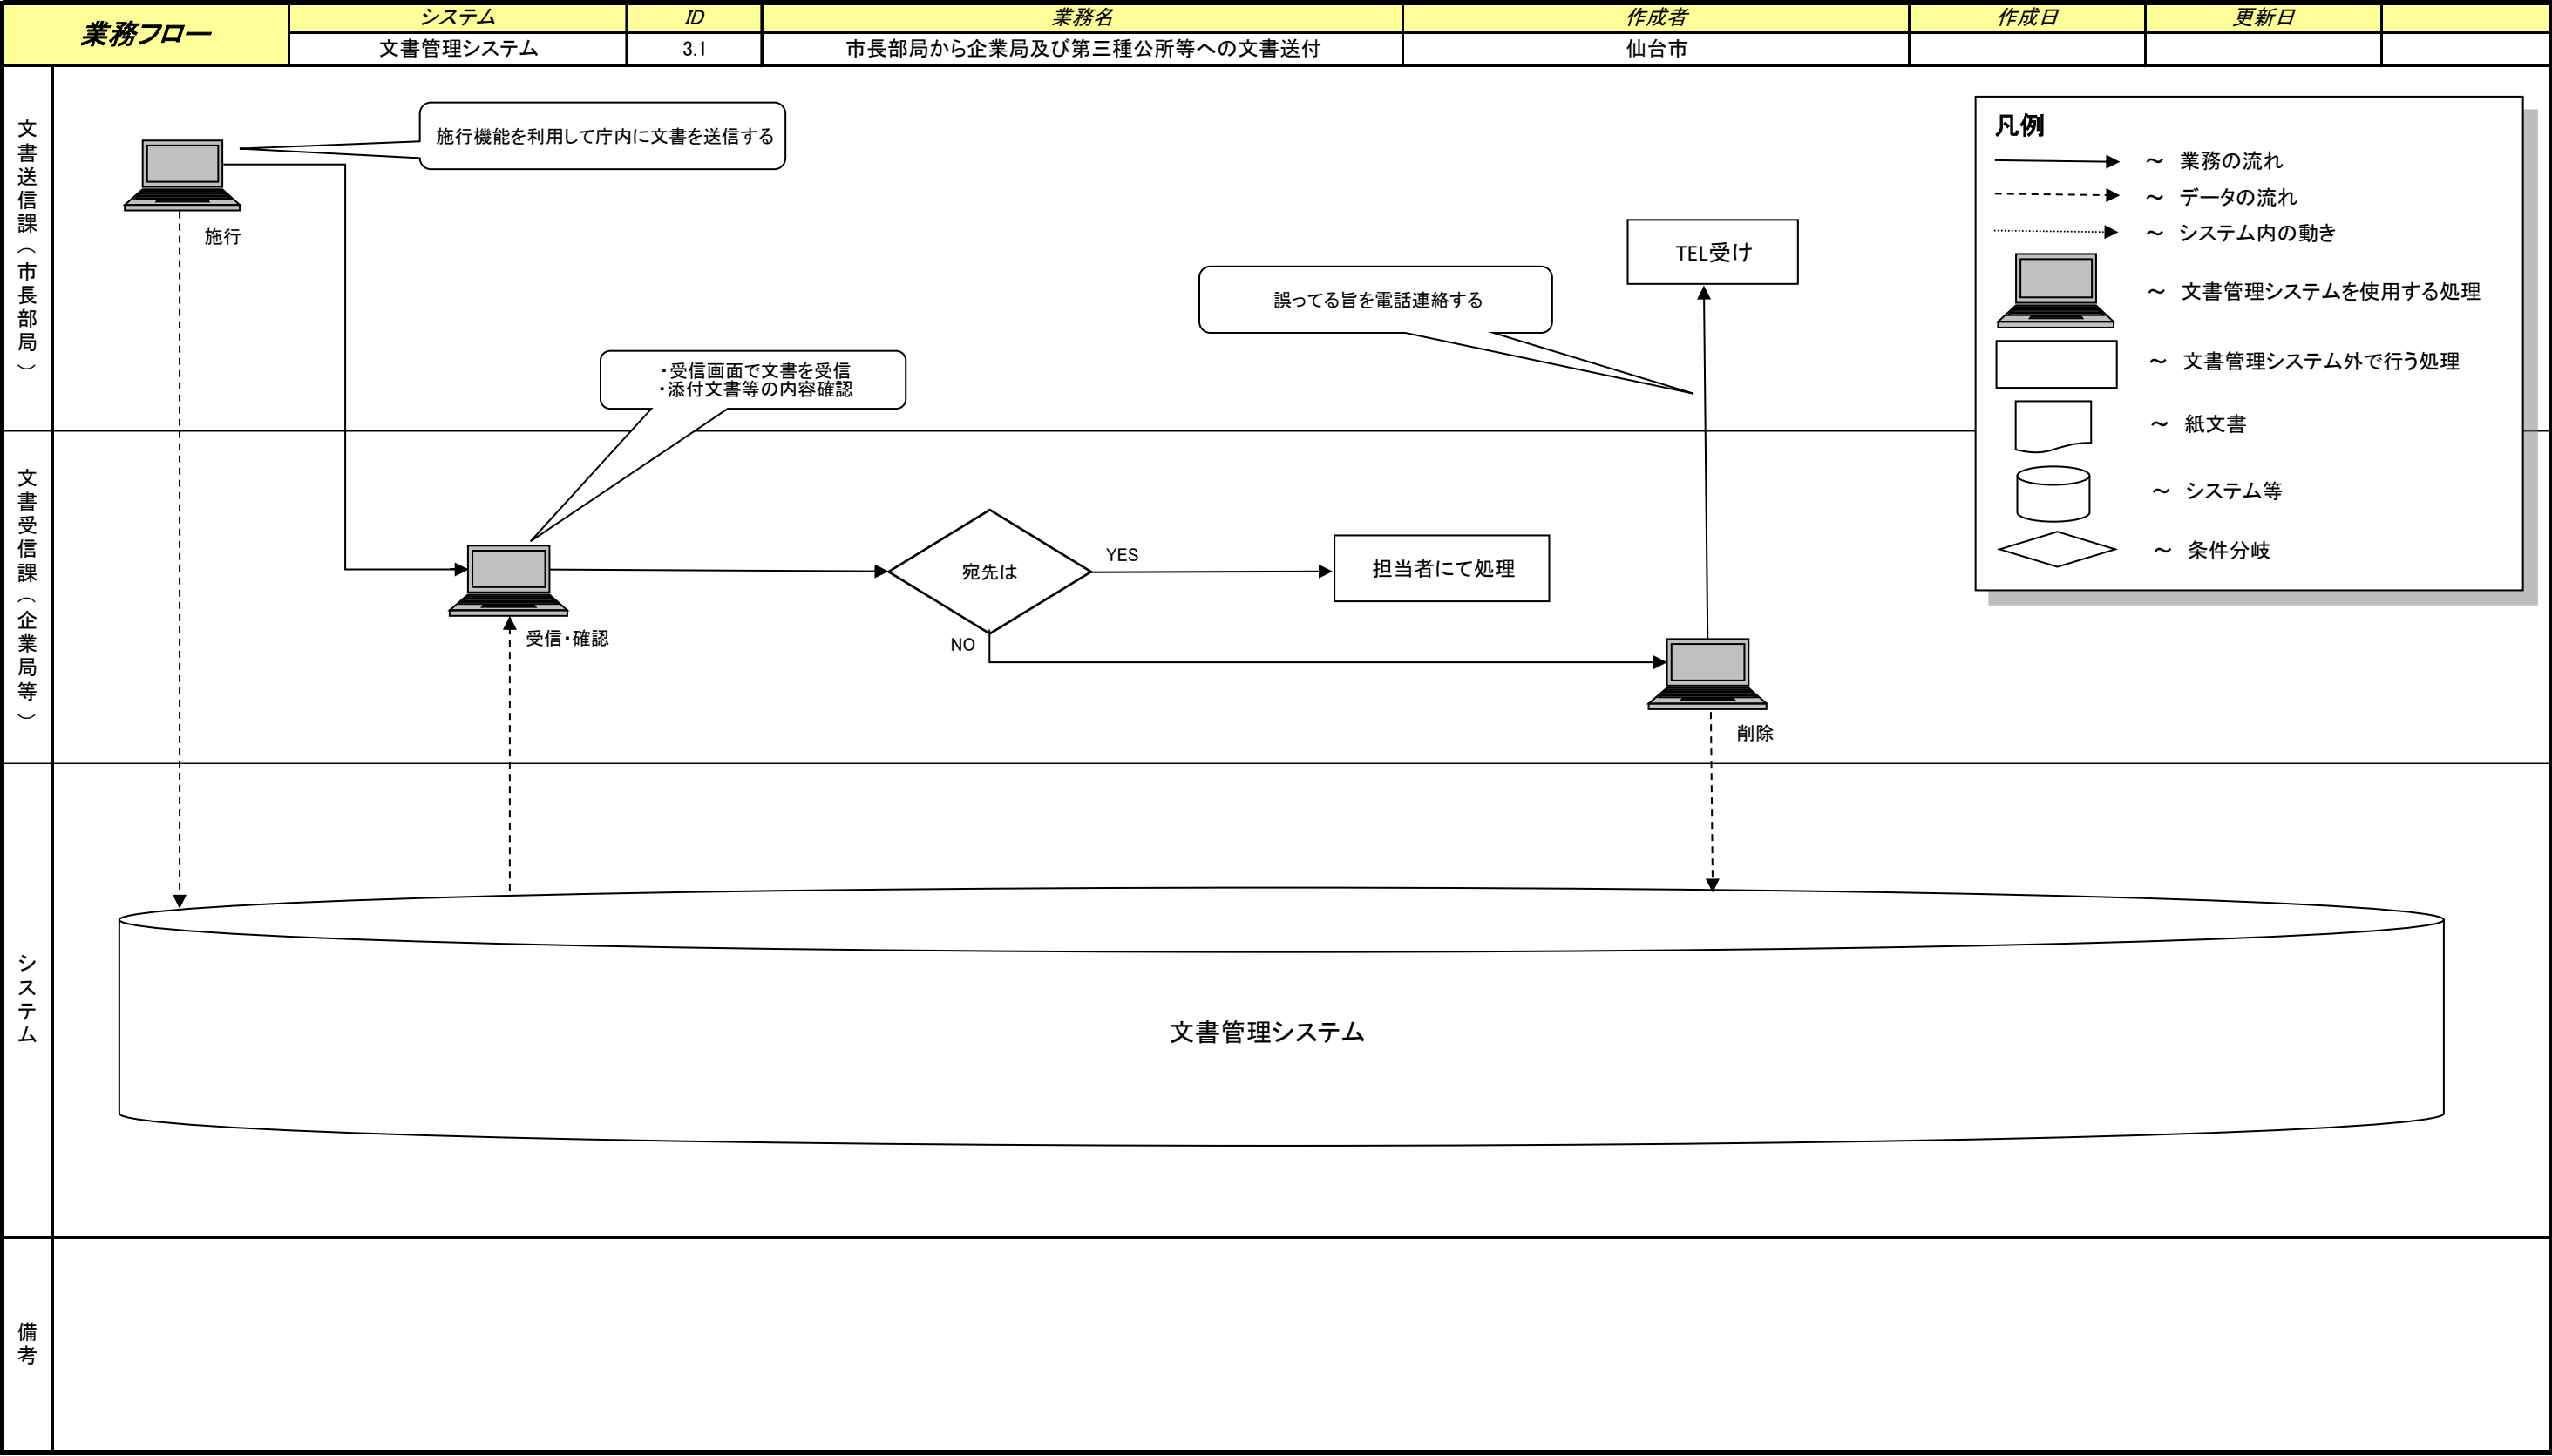 業務フロー
システム
ID
業務名
作成者
作成日
更新日
文書管理システム
3.1
市長部局から企業局及び第三種公所等への文書送付
仙台市
文書送信課(市長部局)
施行機能を利用して庁内に文書を送信する
施行
TEL受け
誤ってる旨を電話連絡する
・受信画面で文書を受信
・添付文書等の内容確認
凡例
～ 業務の流れ
～ データの流れ
～ システム内の動き
～ 文書管理システムを使用する処理
～ 文書管理システム外で行う処理
～ 紙文書
～ システム等
～ 条件分岐
文書受信課(企業局等)
受信・確認
宛先は
YES
担当者にて処理
NO
削除
システム
文書管理システム
備考